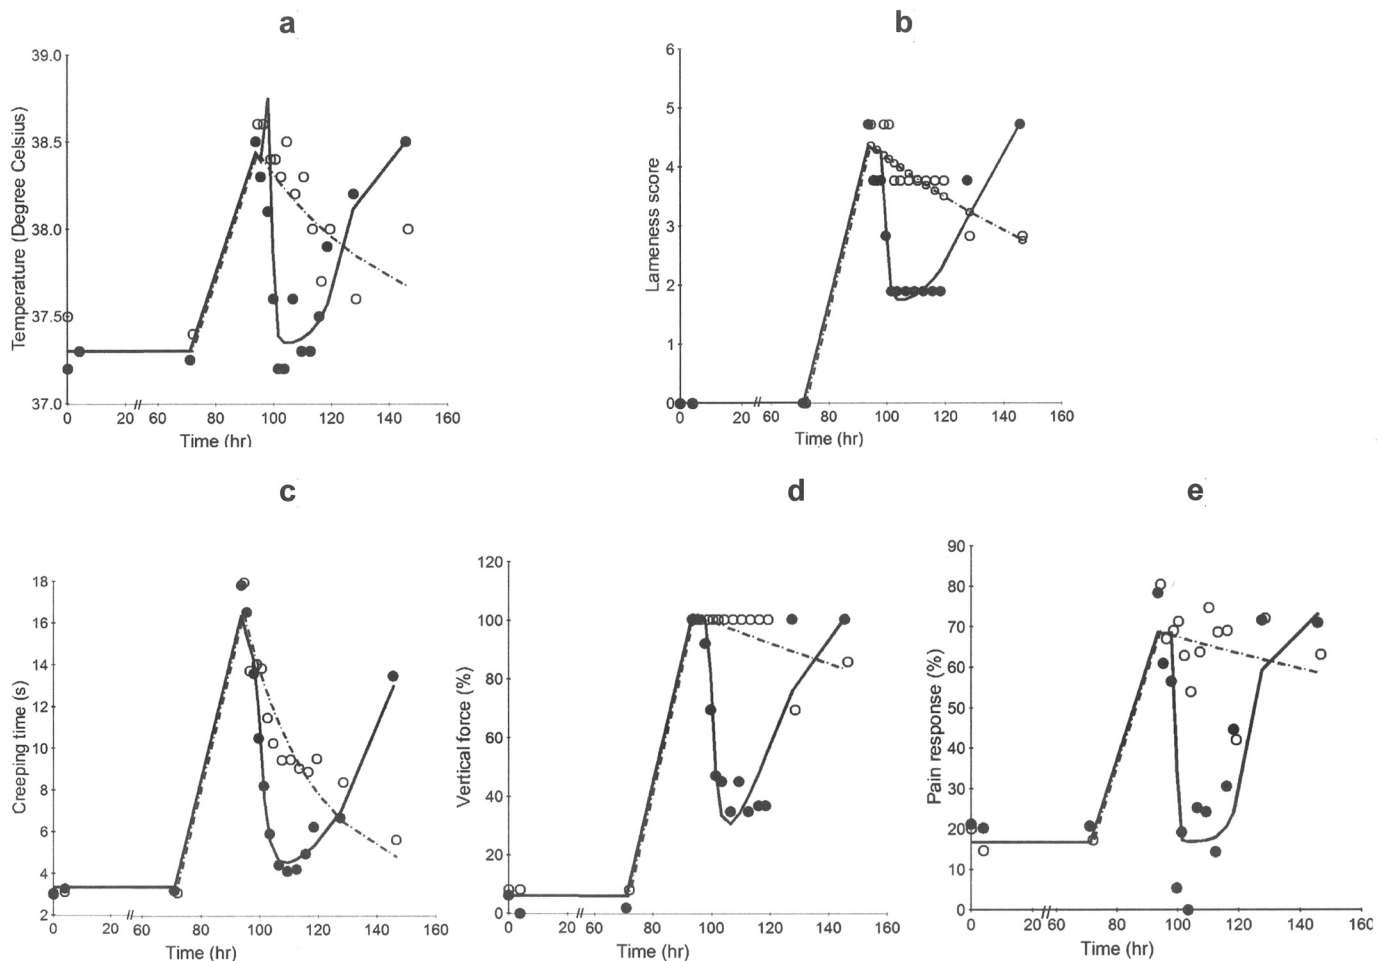 a
b
39.0
38.5
38.0
37.5
37.0
Temperature (Degree Celsius)
0 20 60 80 100 120 140 160
Time (hr)
6
5
4
3
2
1
0
Lameness score
0 20 60 80 100 120 140 160
Time (hr)
c
d
e
18
16
14
12
10
8
6
4
2
Creeping time (s)
0 20 60 80 100 120 140 160
Time (hr)
120
100
80
60
40
20
0
Vertical force (%)
0 20 60 80 100 120 140 160
Time (hr)
90
80
70
60
50
40
30
20
10
0
Pain response (%)
0 20 60 80 100 120 140 160
Time (hr)